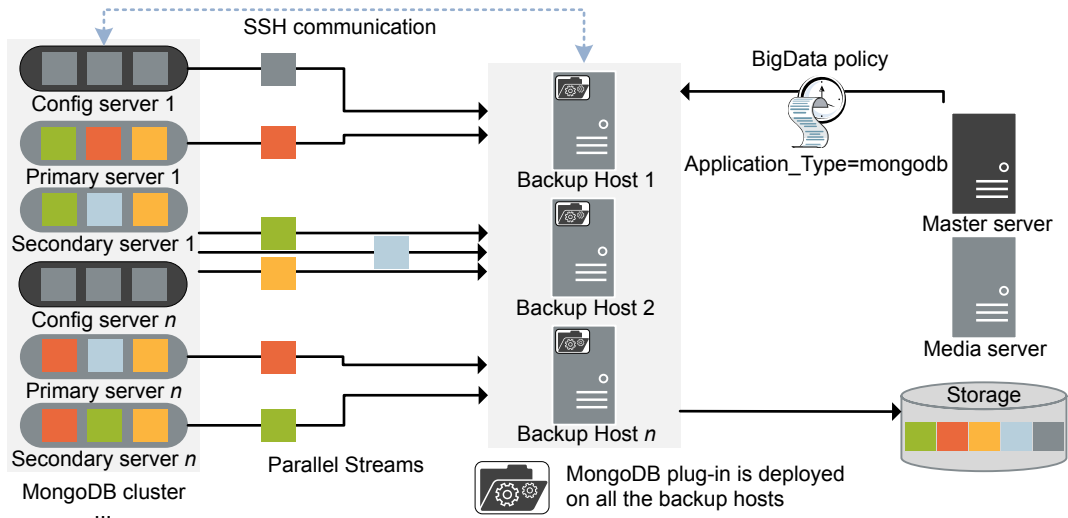 SSH communication
Config server 1
Primary server 1
Secondary server 1
Config server n
Primary server n
Secondary server n
MongoDB cluster
...
Parallel Streams
Backup Host 1
Backup Host 2
Backup Host n
MongoDB plug-in is deployed
on all the backup hosts
BigData policy
Application_Type=mongodb
Master server
Media server
Storage